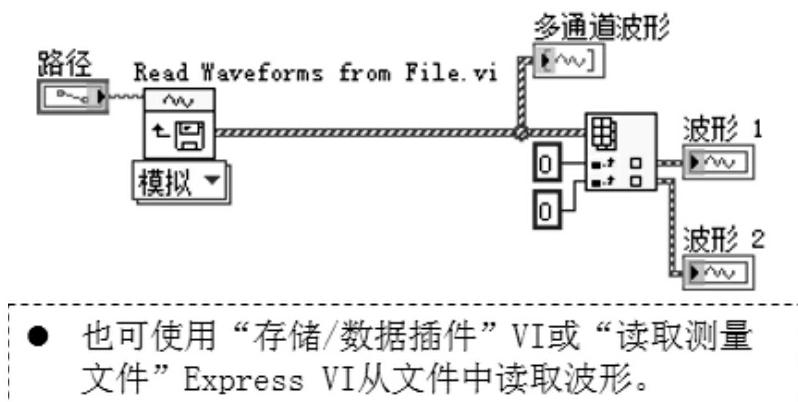 多通道波形
路径
Read Waveforms from File.vi
模拟
0
0
波形 1
波形 2
● 也可使用“存储/数据插件”VI或“读取测量
文件”Express VI从文件中读取波形。